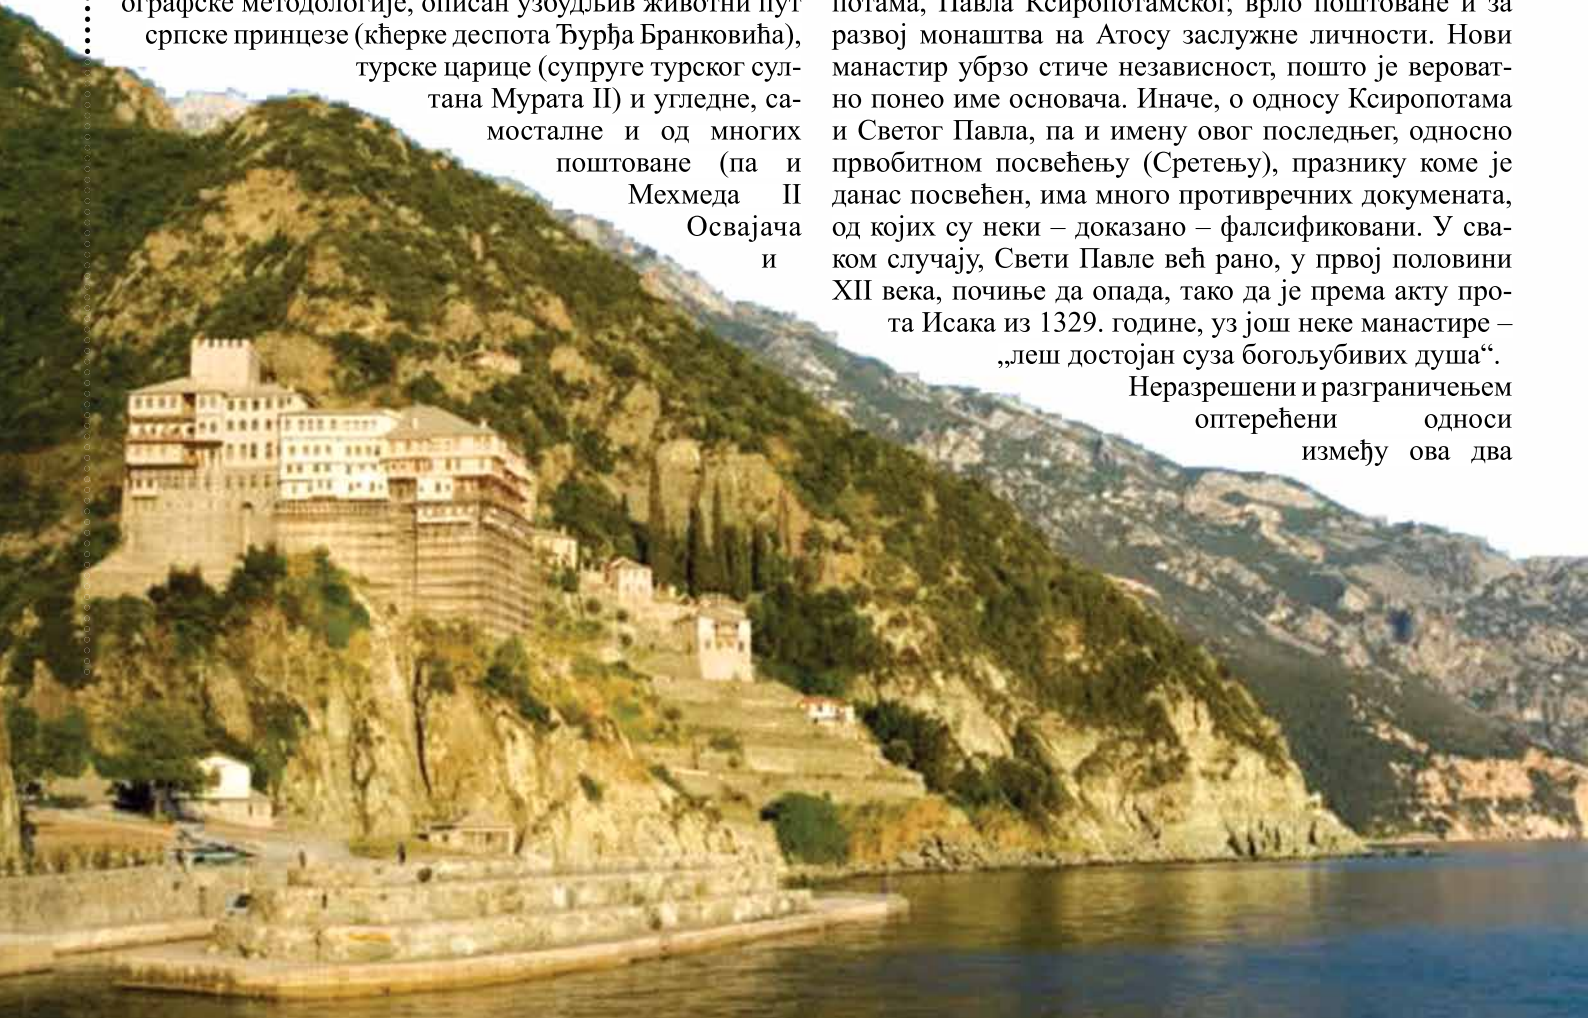 ографске методологије, описан узбудљив животни пут
српске принцезе (кћерке деспота Ђурђа Бранковића),
турске царице (супруге турског сул-
тана Мурата II) и угледне, са-
мосталне и од многих
поштоване (па и
Мехмеда II
Освајача
и
потама, Павла Ксиропотамског, врло поштоване и за
развој монаштва на Атосу заслужне личности. Нови
манастир убрзо стиче независност, пошто је вероват-
но понео име основача. Иначе, о односу Ксиропотама
и Светог Павла, па и имену овог последњег, односно
првобитном посвећењу (Сретењу), празнику коме је
данас посвећен, има много противречних докумената,
од којих су неки – доказано – фалсификовани. У сва-
ком случају, Свети Павле већ рано, у првој половини
XII века, почиње да опада, тако да је према акту про-
та Исака из 1329. године, уз још неке манастире –
„леш достојан суза богољубивих душа“.
Неразрешени и разграничењем
оптерећени односи
између ова два